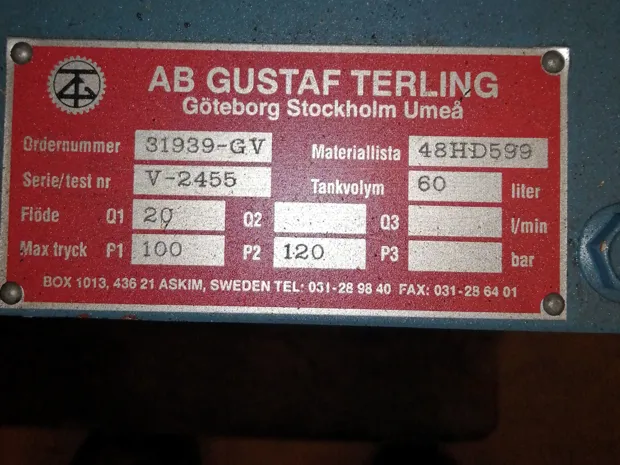 AB GUSTAF TERLING
Göteborg Stockholm Umeå
Ordernummer 31939-GV Materiallista 48HD599
Serie/test nr V-2455 Tankvolym 60 liter
Flöde Q1 20 Q2 Q3 l/min
Max tryck P1 100 P2 120 P3 bar
BOX 1013, 436 21 ASKIM, SWEDEN TEL: 031-28 98 40 FAX: 031-28 64 01